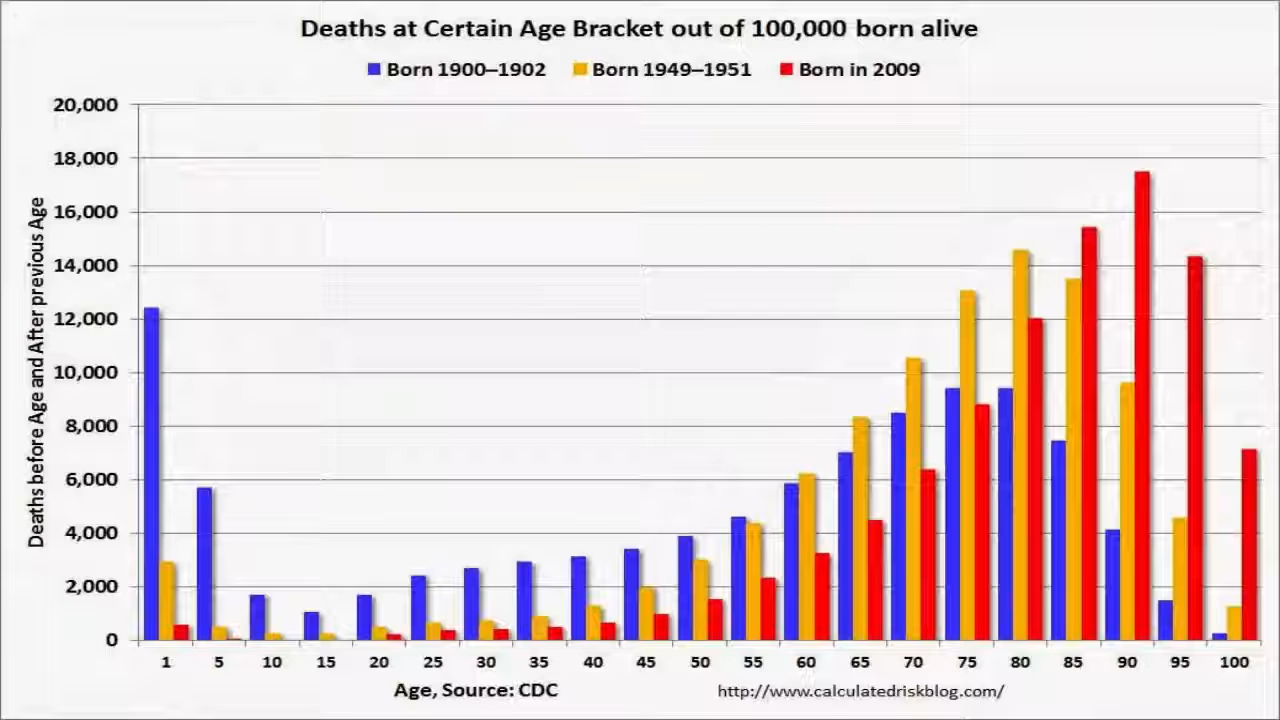 Deaths at Certain Age Bracket out of 100,000 born alive
Born 1900–1902 Born 1949–1951 Born in 2009
Deaths before Age and After previous Age
20,000
18,000
16,000
14,000
12,000
10,000
8,000
6,000
4,000
2,000
0
1 5 10 15 20 25 30 35 40 45 50 55 60 65 70 75 80 85 90 95 100
Age, Source: CDC http://www.calculatedriskblog.com/